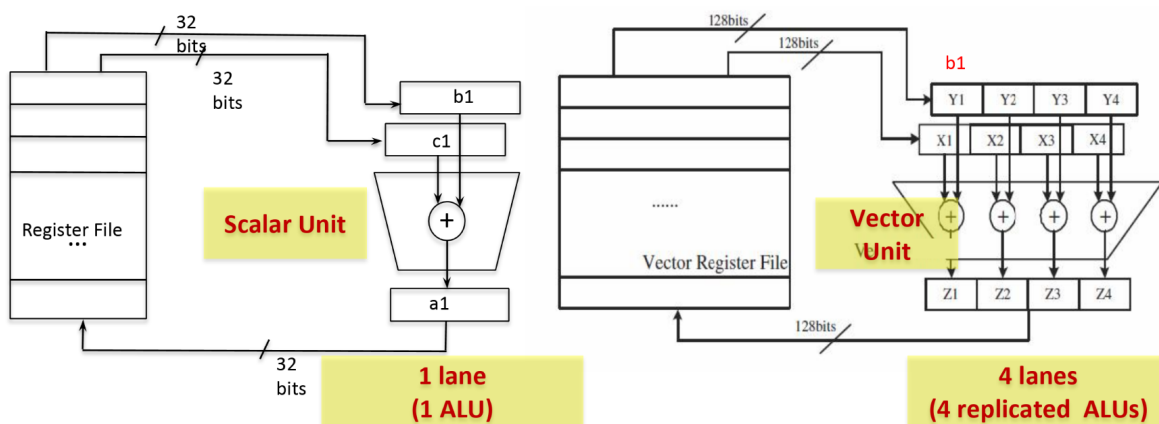 32
bits
32
bits
b1
c1
Scalar Unit
+
Register File
...
a1
32
bits
1 lane
(1 ALU)
128bits
128bits
b1
Y1 Y2 Y3 Y4
X1 X2 X3 X4
......
Vector
Unit
+ + + +
Vector Register File
Z1 Z2 Z3 Z4
128bits
4 lanes
(4 replicated ALUs)